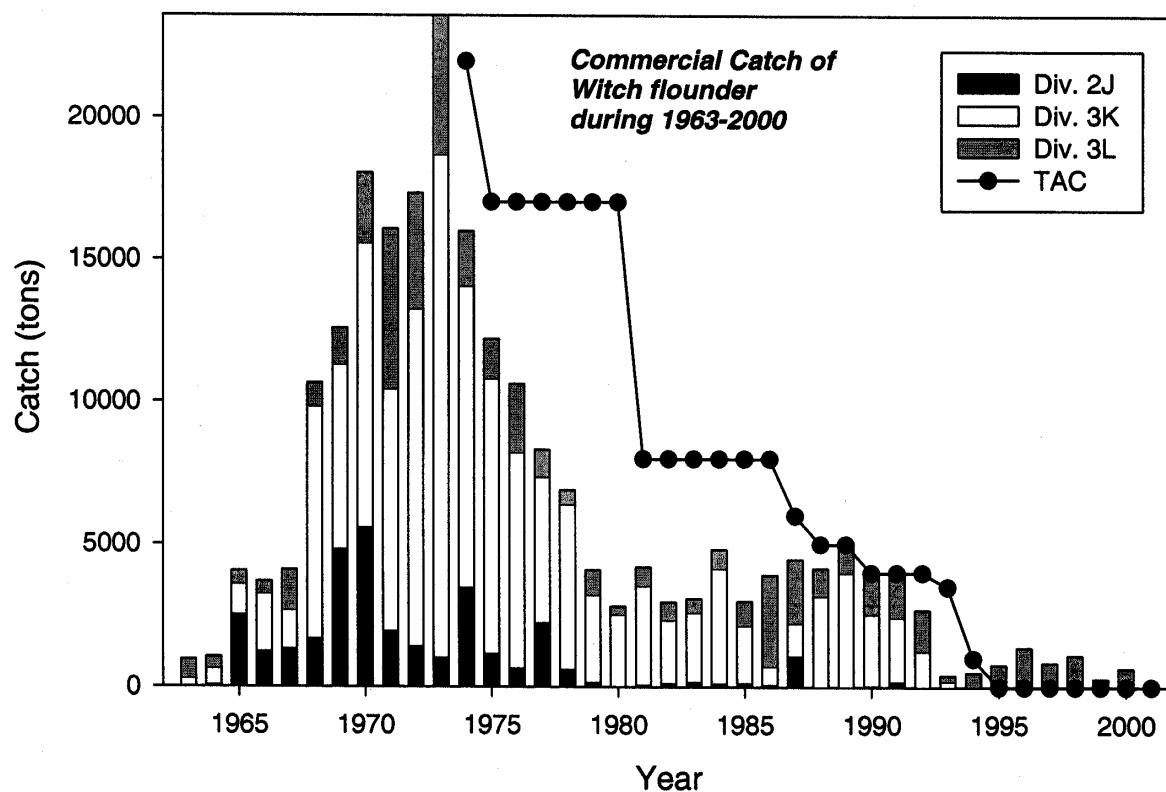 Commercial Catch of
Witch flounder
during 1963-2000
Div. 2J
Div. 3K
Div. 3L
TAC
Catch (tons)
20000
15000
10000
5000
0
1965 1970 1975 1980 1985 1990 1995 2000
Year